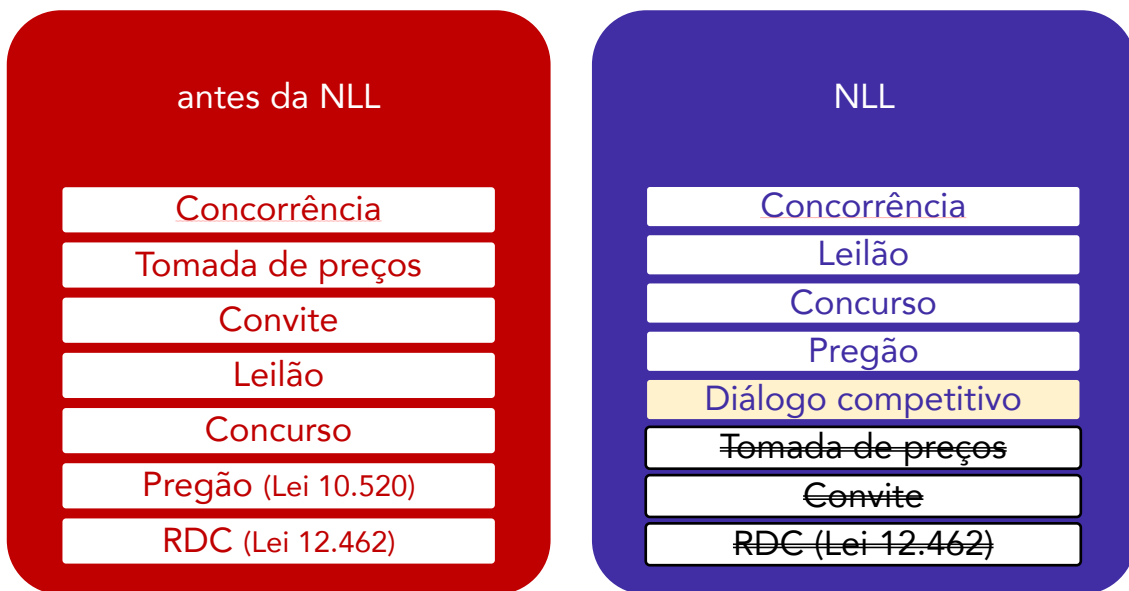 antes da NLL
Concorrência
Tomada de preços
Convite
Leilão
Concurso
Pregão (Lei 10.520)
RDC (Lei 12.462)
NLL
Concorrência
Leilão
Concurso
Pregão
Diálogo competitivo
Tomada de preços
Convite
RDC (Lei 12.462)